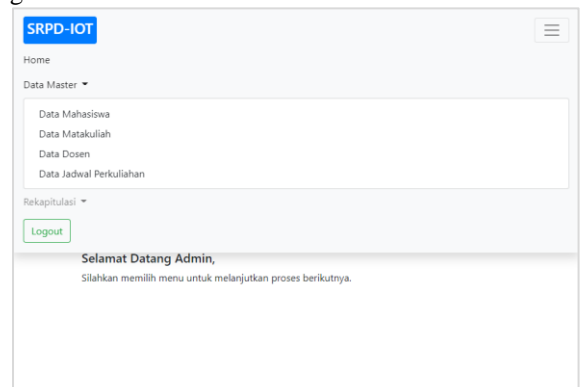 SRPD-IOT
Home
Data Master
Data Mahasiswa
Data Matakuliah
Data Dosen
Data Jadwal Perkuliahan
Rekapitulasi
Logout
Selamat Datang Admin,
Silahkan memilih menu untuk melanjutkan proses berikutnya.